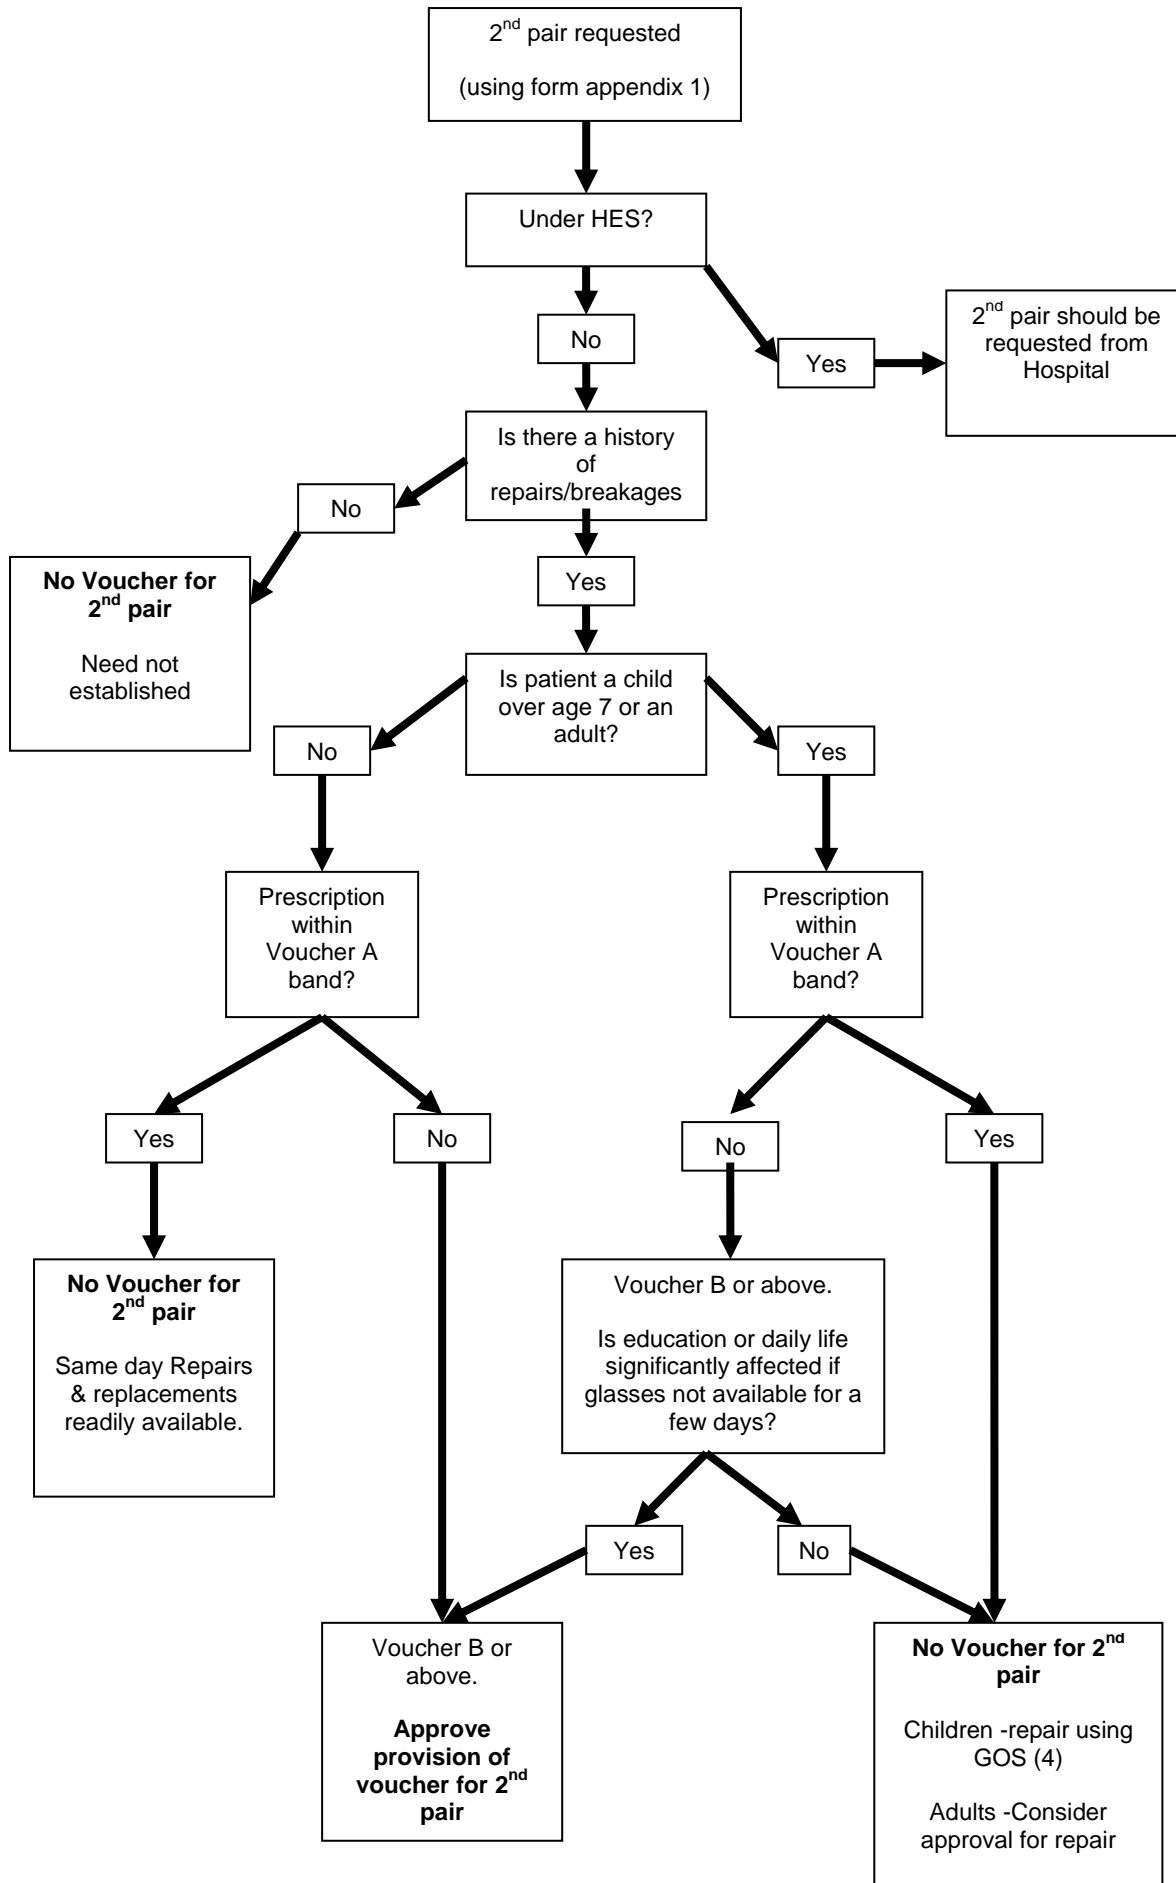 2nd pair requested
(using form appendix 1)
Under HES?
No
Yes
2nd pair should be
requested from
Hospital
Is there a history
of
repairs/breakages
No
Yes
No Voucher for
2nd pair
Need not
established
Is patient a child
over age 7 or an
adult?
No
Yes
Prescription
within
Voucher A
band?
Prescription
within
Voucher A
band?
Yes
No
No
Yes
No Voucher for
2nd pair
Same day Repairs
& replacements
readily available.
Voucher B or above.
Is education or daily life
significantly affected if
glasses not available for a
few days?
Yes
No
Voucher B or
above.
Approve
provision of
voucher for 2nd
pair
No Voucher for 2nd
pair
Children -repair using
GOS (4)
Adults -Consider
approval for repair